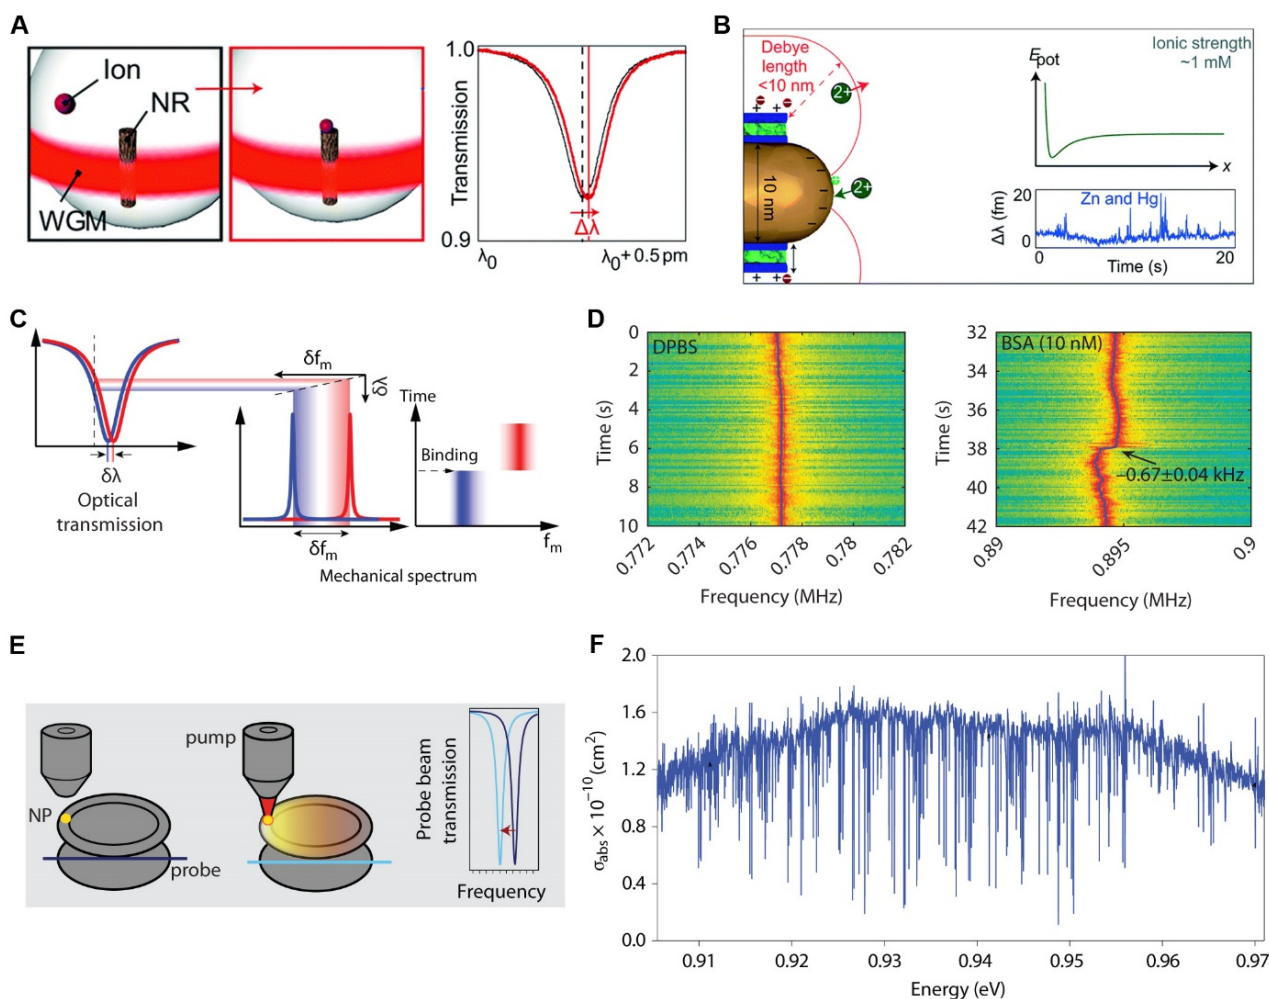 A
Ion
NR
WGM
Transmission
1.0
0.9
Δλ
λ0
λ0 + 0.5 pm
B
Debye
length
<10 nm
2+
2+
10 nm
+ +
+ +
Epot
x
Ionic strength
~1 mM
Δλ (fm)
20
0
Zn and Hg
0
20
Time (s)
C
δλ
Optical
transmission
δfm
δλ
δfm
Mechanical spectrum
Time
Binding
fm
D
DPBS
Time (s)
0
2
4
6
8
10
0.772
0.774
0.776
0.778
0.78
0.782
Frequency (MHz)
BSA (10 nM)
Time (s)
32
34
36
38
40
42
−0.67±0.04 kHz
0.89
0.895
0.9
Frequency (MHz)
E
NP
probe
pump
Probe beam
transmission
Frequency
F
σabs × 10−10 (cm2)
2.0
1.6
1.2
0.8
0.4
0.0
0.91
0.92
0.93
0.94
0.95
0.96
0.97
Energy (eV)